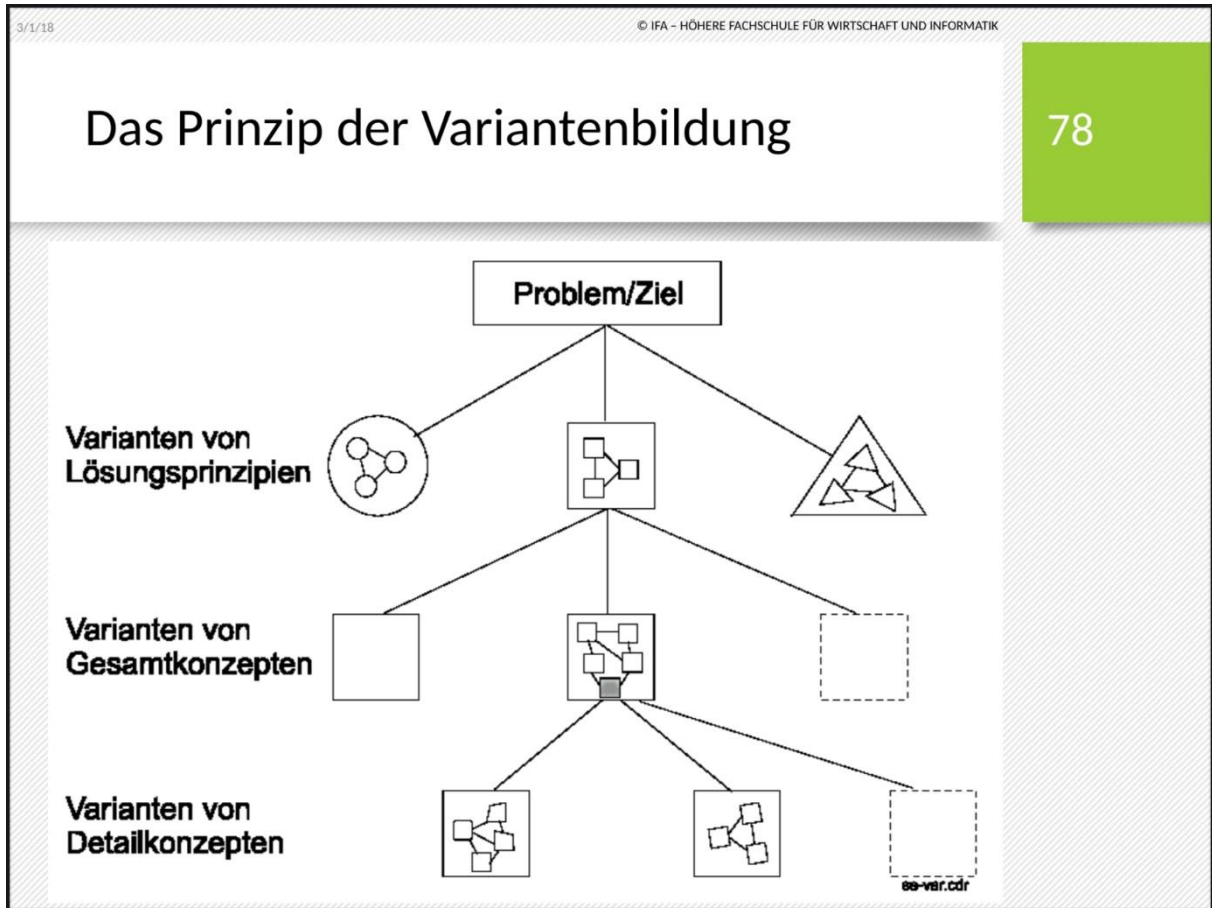 3/1/18
© IFA – HÖHERE FACHSCHULE FÜR WIRTSCHAFT UND INFORMATIK
Das Prinzip der Variantenbildung
78
Problem/Ziel
Varianten von
Lösungsprinzipien
Varianten von
Gesamtkonzepten
Varianten von
Detailkonzepten
se-var.cdr